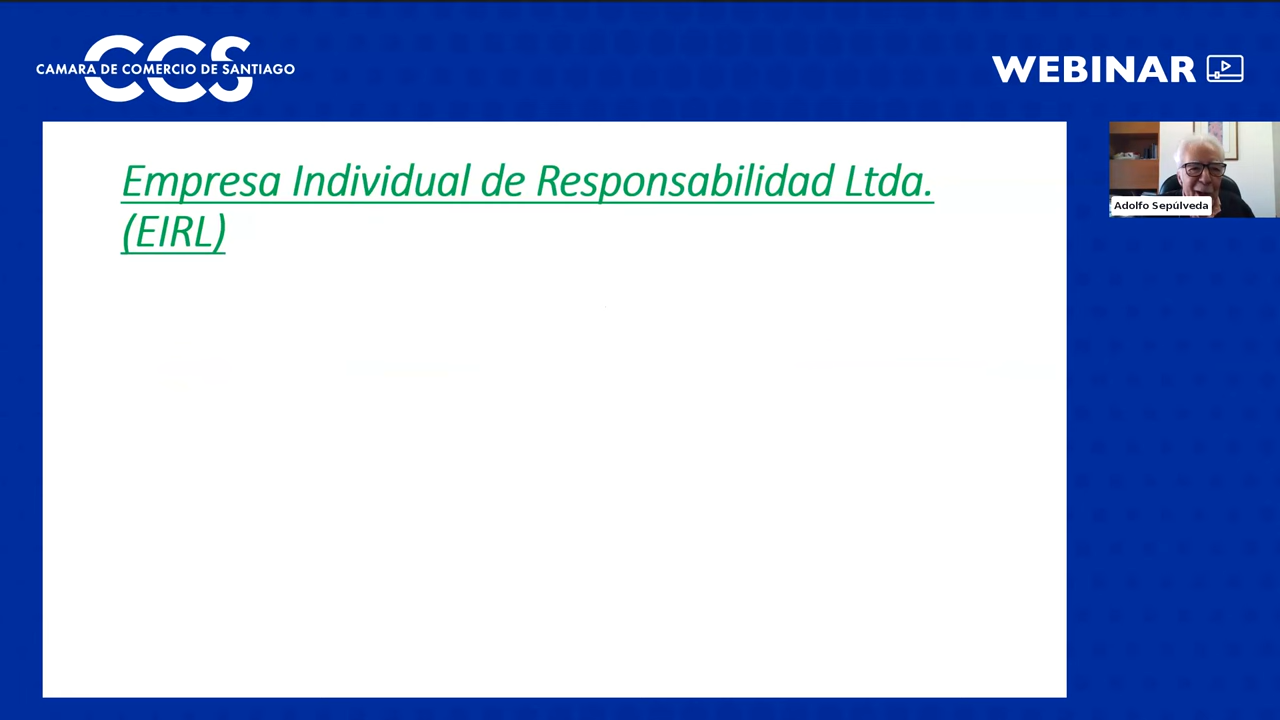 CCS
CAMARA DE COMERCIO DE SANTIAGO
WEBINAR
Empresa Individual de Responsabilidad Ltda.
(EIRL)
Adolfo Sepúlveda